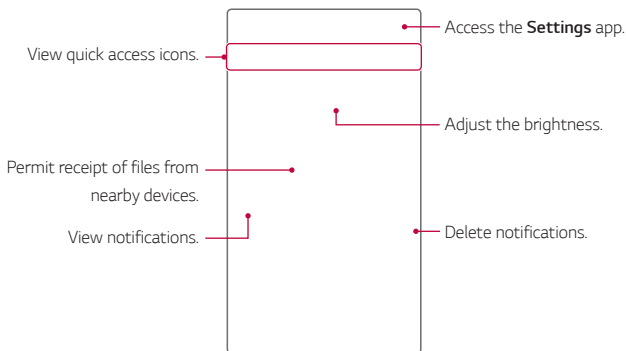 Access the Settings app.
View quick access icons.
Adjust the brightness.
Permit receipt of files from
nearby devices.
View notifications.
Delete notifications.